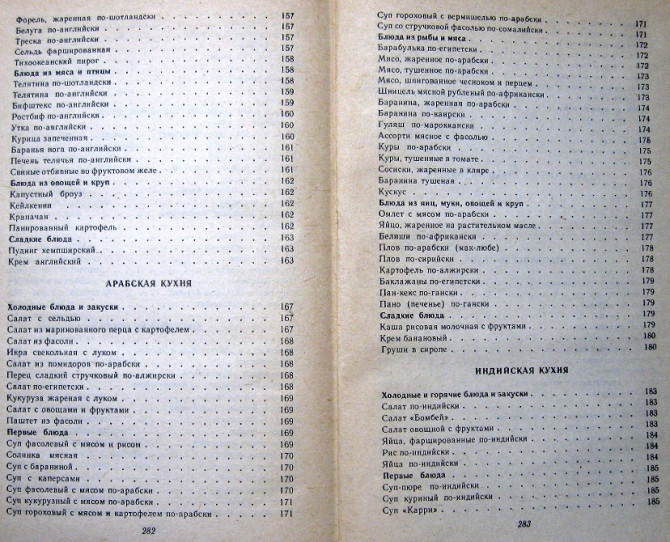 Форель, жаренная по-шотландски . . . 157
Белуга по-английски . . . 157
Треска по-английски . . . 157
Сельдь фаршированная . . . 157
Тихоокеанский пирог . . . 158
Блюда из мяса и птицы . . . 158
Телятина по-шотландски . . . 158
Телятина по-английски . . . 159
Бифштекс по-английски . . . 159
Ростбиф по-английски . . . 160
Утка по-английски . . . 160
Курица запеченная . . . 160
Баранья нога по-английски . . . 161
Печень телячья по-английски . . . 161
Свиные отбивные во фруктовом желе . . . 161
Блюда из овощей и круп . . . 162
Капустный броуз . . . 162
Кейлкенни . . . 162
Краначан . . . 162
Панированный картофель . . . 162
Сладкие блюда . . . 163
Пудинг хемпширский . . . 163
Крем английский . . . 163
АРАБСКАЯ КУХНЯ
Холодные блюда и закуски . . . 167
Салат с сельдью . . . 167
Салат из маринованного перца с картофелем . . . 167
Салат из фасоли . . . 168
Икра свекольная с луком . . . 168
Салат из помидоров по-арабски . . . 168
Перец сладкий стручковый по-алжирски . . . 168
Салат по-египетски . . . 168
Кукуруза жареная с луком . . . 169
Салат с овощами и фруктами . . . 169
Паштет из фасоли . . . 169
Первые блюда . . . 169
Суп фасолевый с мясом и рисом . . . 169
Солянка мясная . . . 170
Суп с бараниной . . . 170
Суп с каперсами . . . 170
Суп фасолевый с мясом по-арабски . . . 170
Суп кукурузный с мясом по-арабски . . . 171
Суп гороховый с мясом и картофелем по-арабски . . . 171
282
Суп гороховый с вермишелью по-арабски . . . 171
Суп со стручковой фасолью по-сомалийски . . . 171
Блюда из рыбы и мяса . . . 172
Барабулька по-египетски . . . 172
Мясо, жаренное по-арабски . . . 172
Мясо, тушенное по-арабски . . . 173
Мясо, шпигованное чесноком и перцем . . . 173
Шницель мясной рубленый по-африкански . . . 173
Баранина, жаренная по-арабски . . . 174
Баранина по-каирски . . . 174
Гуляш по-мароккански . . . 174
Ассорти мясное с фасолью . . . 175
Куры по-арабски . . . 175
Куры, тушенные в томате . . . 175
Сосиски, жаренные в кляре . . . 176
Баранина тушеная . . . 176
Кускус . . . 176
Блюда из яиц, муки, овощей и круп . . . 177
Омлет с мясом по-арабски . . . 177
Яйцо, жаренное на растительном масле . . . 177
Беляши по-африкански . . . 178
Плов по-арабски (мак-любе) . . . 178
Плов по-сирийски . . . 178
Картофель по-алжирски . . . 179
Баклажаны по-египетски . . . 179
Пан-кекс по-гански . . . 179
Пано (печенье) по-гански . . . 179
Сладкие блюда . . . 179
Каша рисовая молочная с фруктами . . . 180
Крем банановый . . . 180
Груши в сиропе . . .
ИНДИЙСКАЯ КУХНЯ
Холодные и горячие блюда и закуски . . . 183
Салат по-индийски . . . 183
Салат «Бомбей» . . . 183
Салат овощной с фруктами . . . 184
Яйца, фаршированные по-индийски . . . 184
Рис по-индийски . . . 184
Яйца по-индийски . . . 185
Первые блюда . . . 185
Суп-пюре по-индийски . . . 185
Суп куриный по-индийски . . . 185
Суп «Карри» . . .
283